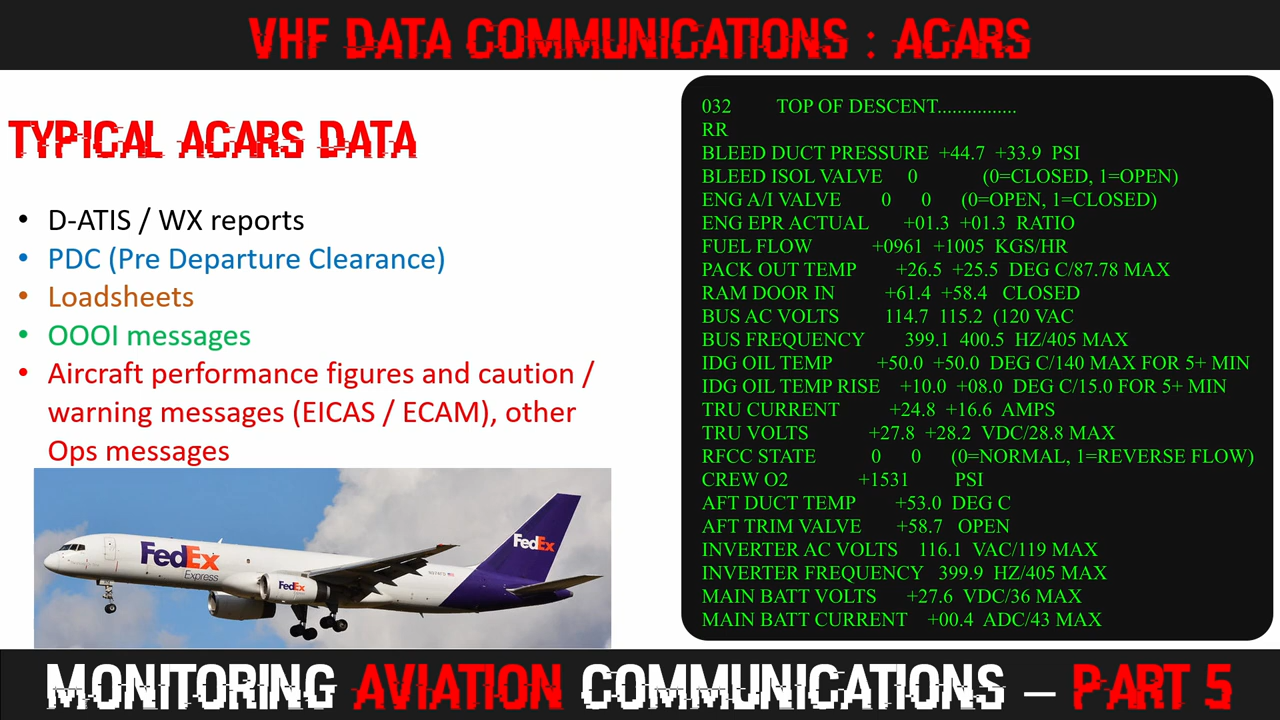 VHF DATA COMMUNICATIONS : ACARS
TYPICAL ACARS DATA
• D-ATIS / WX reports
• PDC (Pre Departure Clearance)
• Loadsheets
• OOOI messages
• Aircraft performance figures and caution /
warning messages (EICAS / ECAM), other
Ops messages
FedEx
Express
FedEx
FedEx
032 TOP OF DESCENT................
RR
BLEED DUCT PRESSURE +44.7 +33.9 PSI
BLEED ISOL VALVE 0 (0=CLOSED, 1=OPEN)
ENG A/I VALVE 0 0 (0=OPEN, 1=CLOSED)
ENG EPR ACTUAL +01.3 +01.3 RATIO
FUEL FLOW +0961 +1005 KGS/HR
PACK OUT TEMP +26.5 +25.5 DEG C/87.78 MAX
RAM DOOR IN +61.4 +58.4 CLOSED
BUS AC VOLTS 114.7 115.2 (120 VAC
BUS FREQUENCY 399.1 400.5 HZ/405 MAX
IDG OIL TEMP +50.0 +50.0 DEG C/140 MAX FOR 5+ MIN
IDG OIL TEMP RISE +10.0 +08.0 DEG C/15.0 FOR 5+ MIN
TRU CURRENT +24.8 +16.6 AMPS
TRU VOLTS +27.8 +28.2 VDC/28.8 MAX
RFCC STATE 0 0 (0=NORMAL, 1=REVERSE FLOW)
CREW O2 +1531 PSI
AFT DUCT TEMP +53.0 DEG C
AFT TRIM VALVE +58.7 OPEN
INVERTER AC VOLTS 116.1 VAC/119 MAX
INVERTER FREQUENCY 399.9 HZ/405 MAX
MAIN BATT VOLTS +27.6 VDC/36 MAX
MAIN BATT CURRENT +00.4 ADC/43 MAX
MONITORING AVIATION COMMUNICATIONS – PART 5